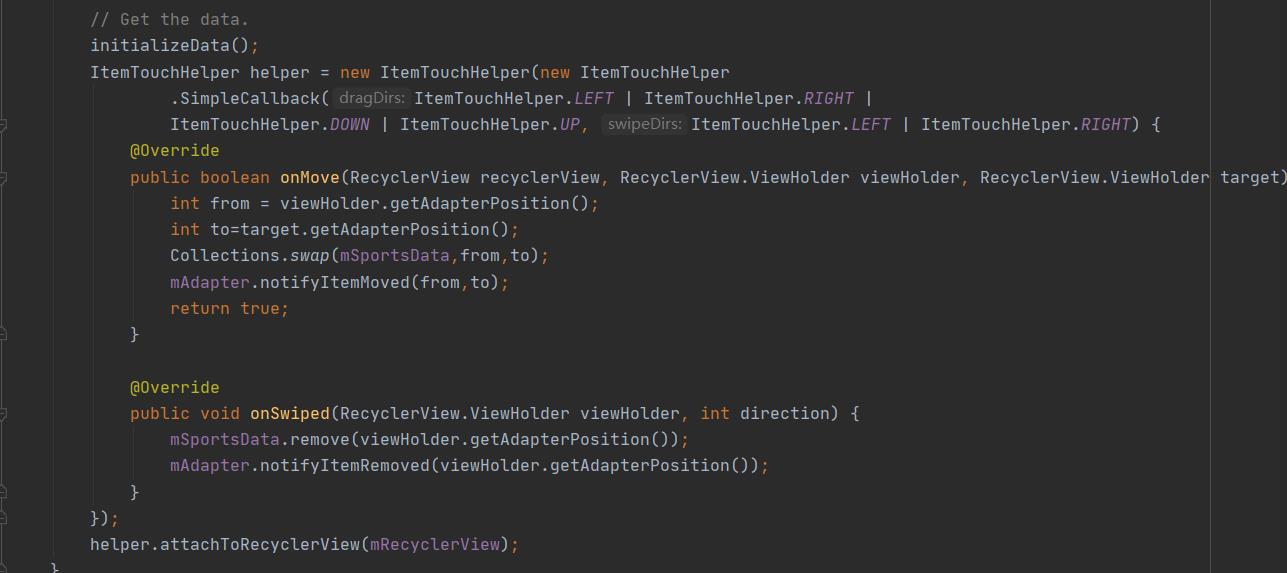 // Get the data.
initializeData();
ItemTouchHelper helper = new ItemTouchHelper(new ItemTouchHelper
.SimpleCallback( dragDirs: ItemTouchHelper.LEFT | ItemTouchHelper.RIGHT |
ItemTouchHelper.DOWN | ItemTouchHelper.UP, swipeDirs: ItemTouchHelper.LEFT | ItemTouchHelper.RIGHT) {
@Override
public boolean onMove(RecyclerView recyclerView, RecyclerView.ViewHolder viewHolder, RecyclerView.ViewHolder target)
int from = viewHolder.getAdapterPosition();
int to=target.getAdapterPosition();
Collections.swap(mSportsData,from,to);
mAdapter.notifyItemMoved(from,to);
return true;
}
@Override
public void onSwiped(RecyclerView.ViewHolder viewHolder, int direction) {
mSportsData.remove(viewHolder.getAdapterPosition());
mAdapter.notifyItemRemoved(viewHolder.getAdapterPosition());
}
});
helper.attachToRecyclerView(mRecyclerView);
}